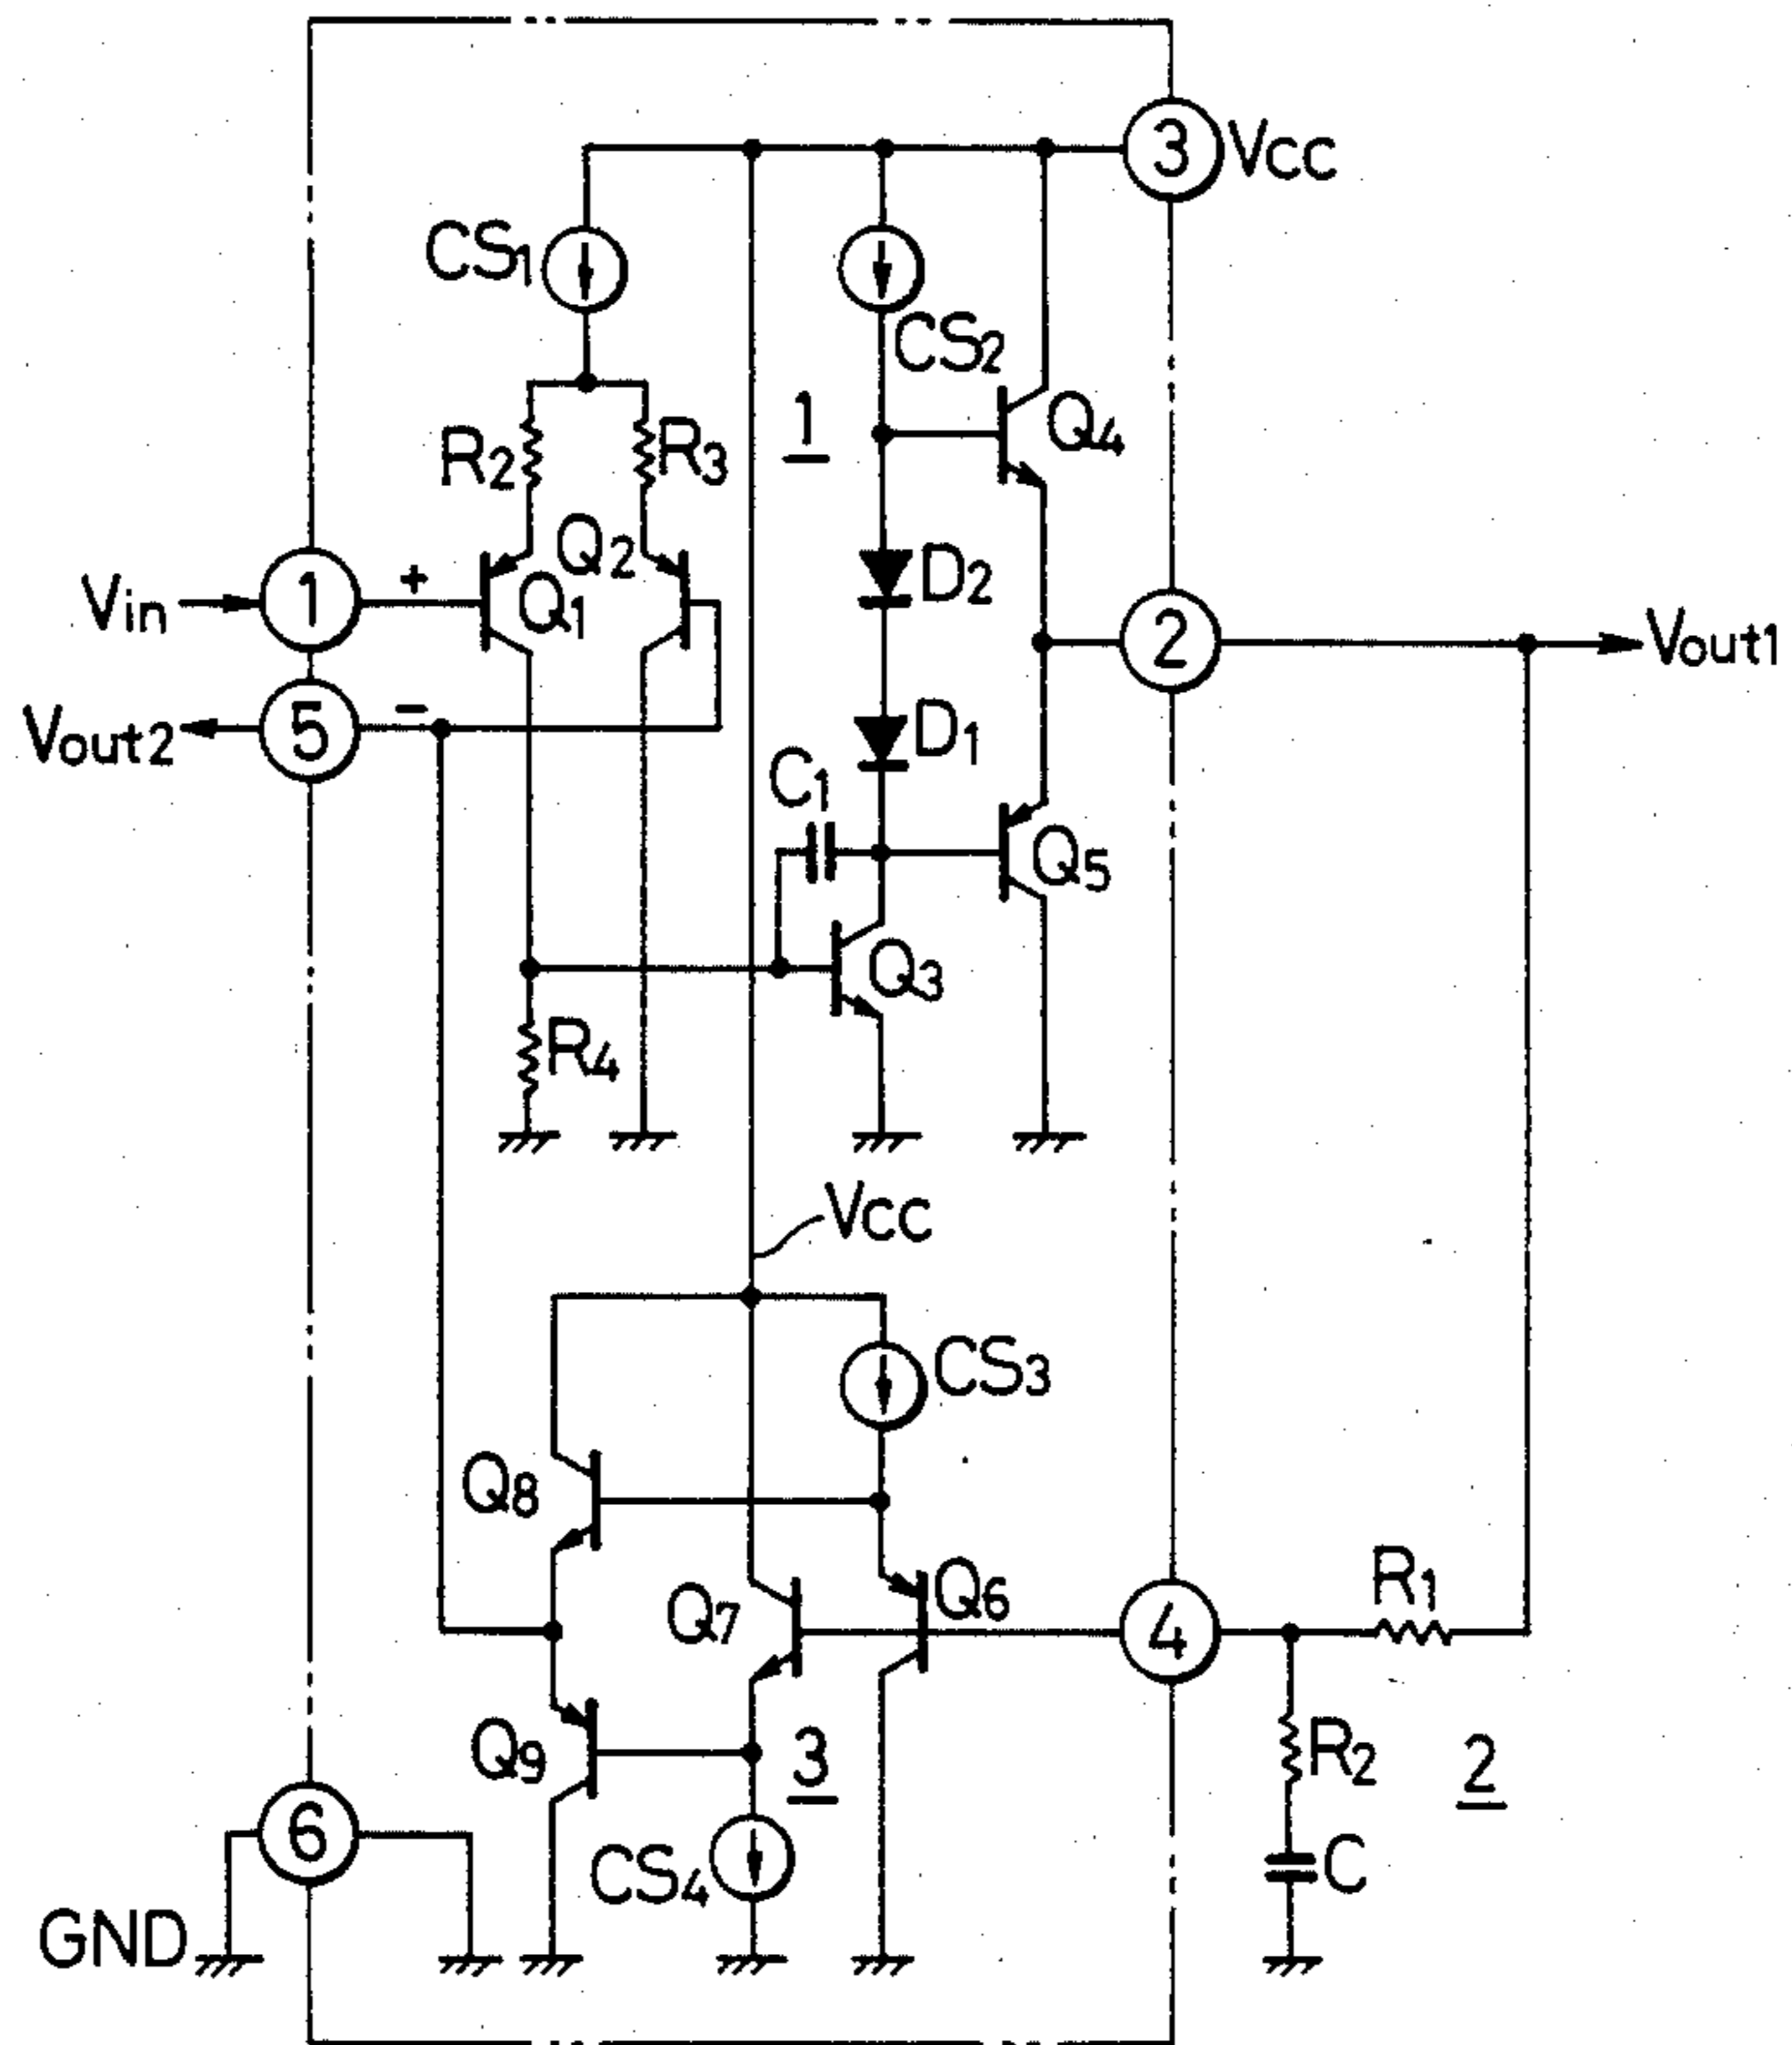 3 Vcc
CS1
CS2
1
Q4
R2 R3
Q2
D2
Vin 1 + Q1
2 Vout1
Vout2 5 -
D1
C1
Q5
Q3
R4
Vcc
CS3
Q8
R1
Q6
Q7
4
Q9 3
R2 2
6
CS4
C
GND